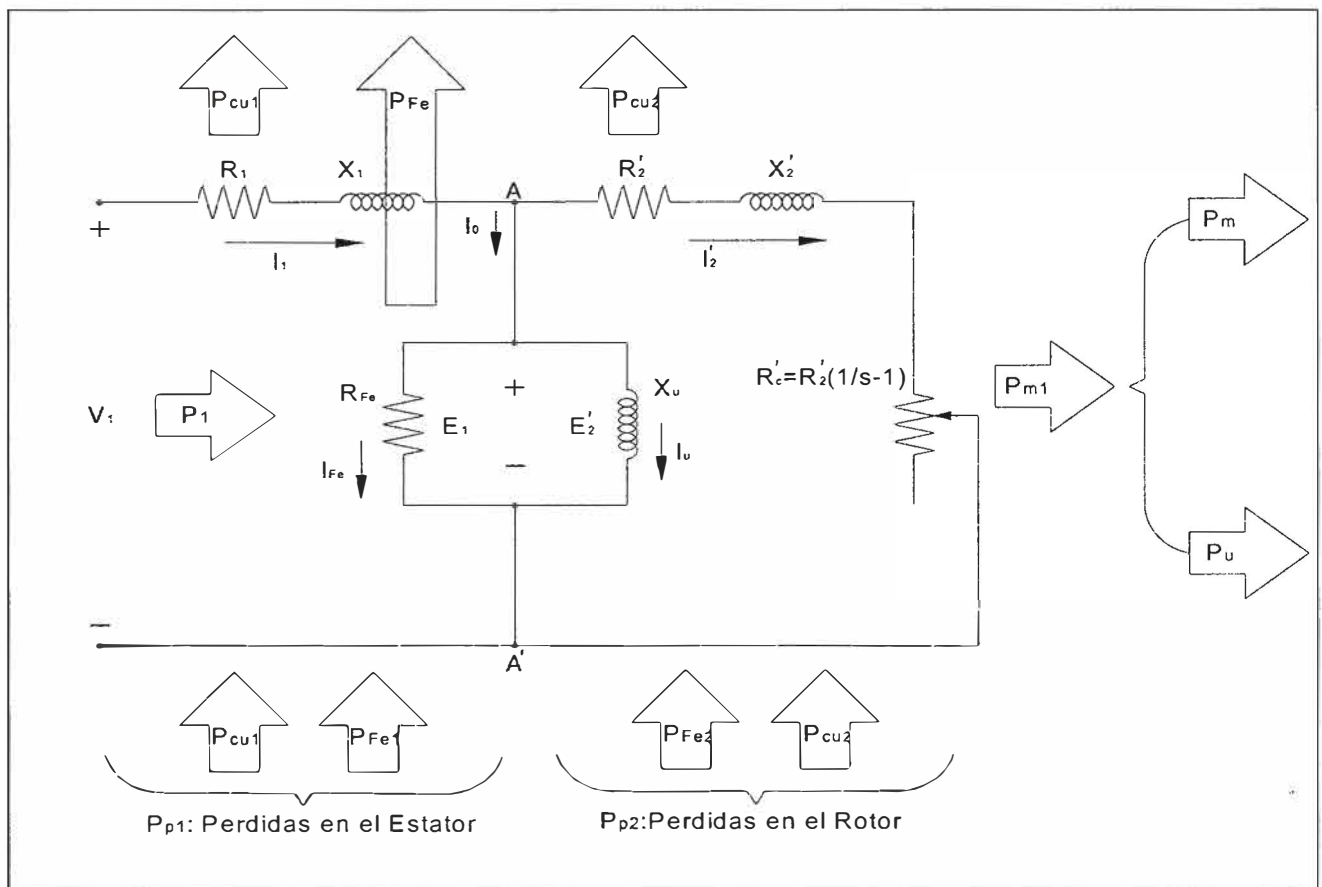 Pcu1
PFe
Pcu2
R1
X1
A
R'2
X'2
+
I0
I1
I'2
Pm
RFe
+
Xu
R'c=R'2(1/s-1)
Pm1
V1
P1
E1
E'2
IFe
−
Iu
Pu
−
A'
Pcu1
PFe1
PFe2
Pcu2
Pp1: Perdidas en el Estator
Pp2:Perdidas en el Rotor